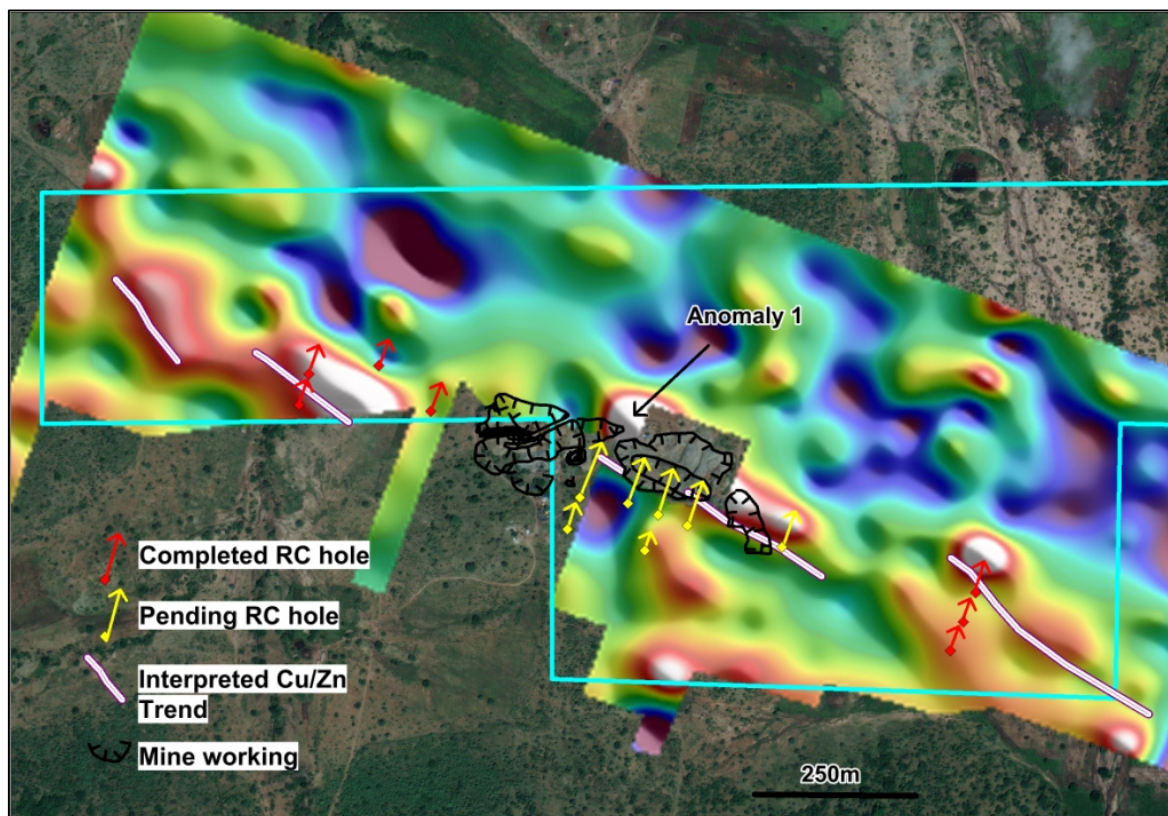 Anomaly 1
Completed RC hole
Pending RC hole
Interpreted Cu/Zn
Trend
Mine working
250m